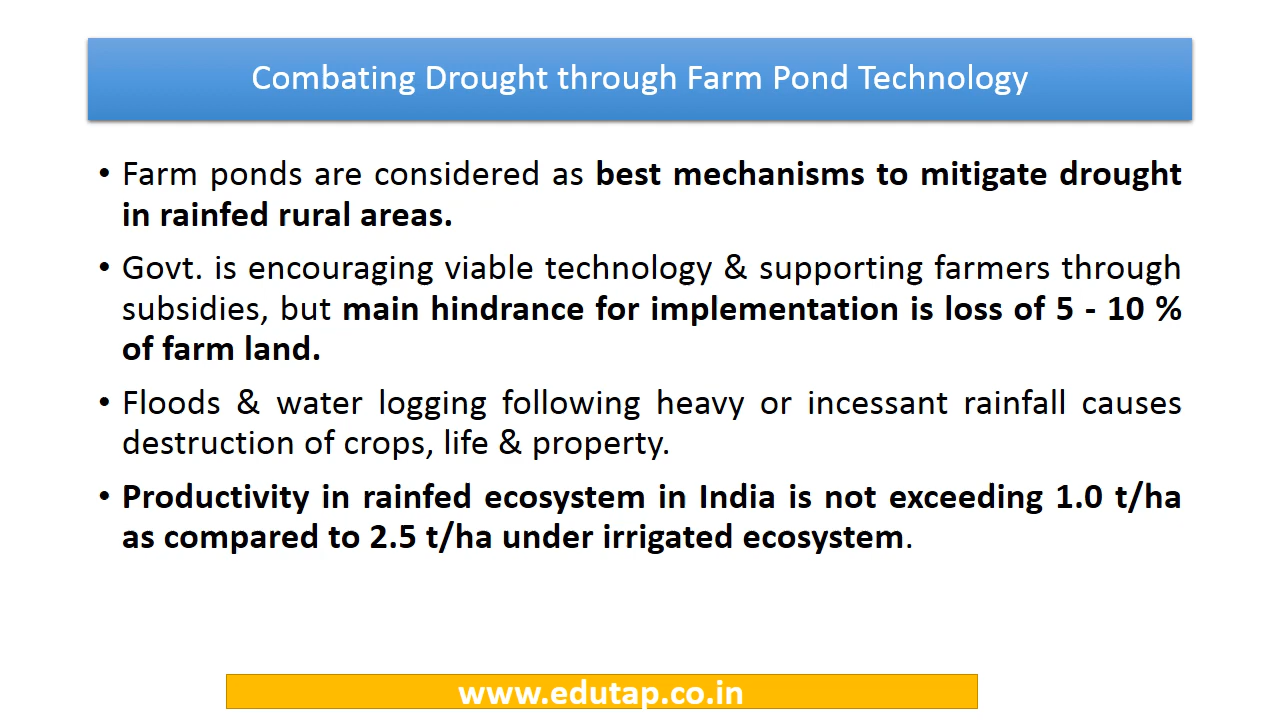 Combating Drought through Farm Pond Technology
• Farm ponds are considered as best mechanisms to mitigate drought
in rainfed rural areas.
• Govt. is encouraging viable technology & supporting farmers through
subsidies, but main hindrance for implementation is loss of 5 - 10 %
of farm land.
• Floods & water logging following heavy or incessant rainfall causes
destruction of crops, life & property.
• Productivity in rainfed ecosystem in India is not exceeding 1.0 t/ha
as compared to 2.5 t/ha under irrigated ecosystem.
www.edutap.co.in